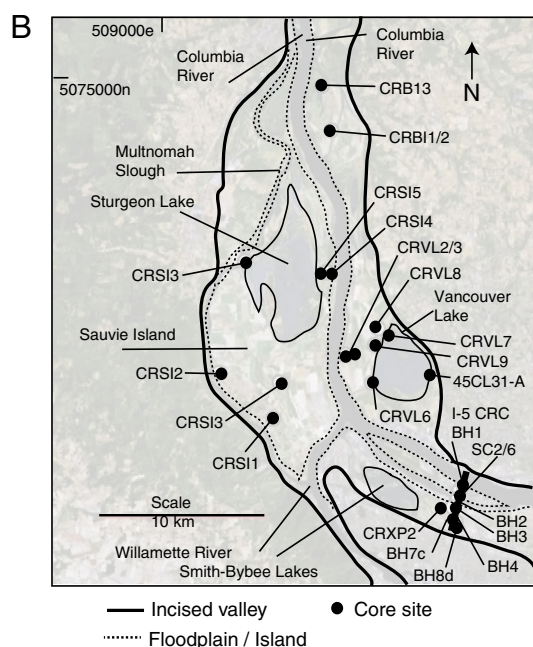 B
509000e
Columbia
River
Columbia
River
5075000n
CRB13
N
CRBI1/2
Multnomah
Slough
Sturgeon Lake
CRSI5
CRSI4
CRVL2/3
CRSI3
CRVL8
Vancouver
Lake
CRVL7
Sauvie Island
CRVL9
CRSI2
45CL31-A
CRSI3
CRVL6
I-5 CRC
BH1
CRSI1
SC2/6
Scale
10 km
BH2
CRXP2
BH3
Willamette River
BH7c
BH4
Smith-Bybee Lakes
BH8d
Incised valley
Core site
Floodplain / Island